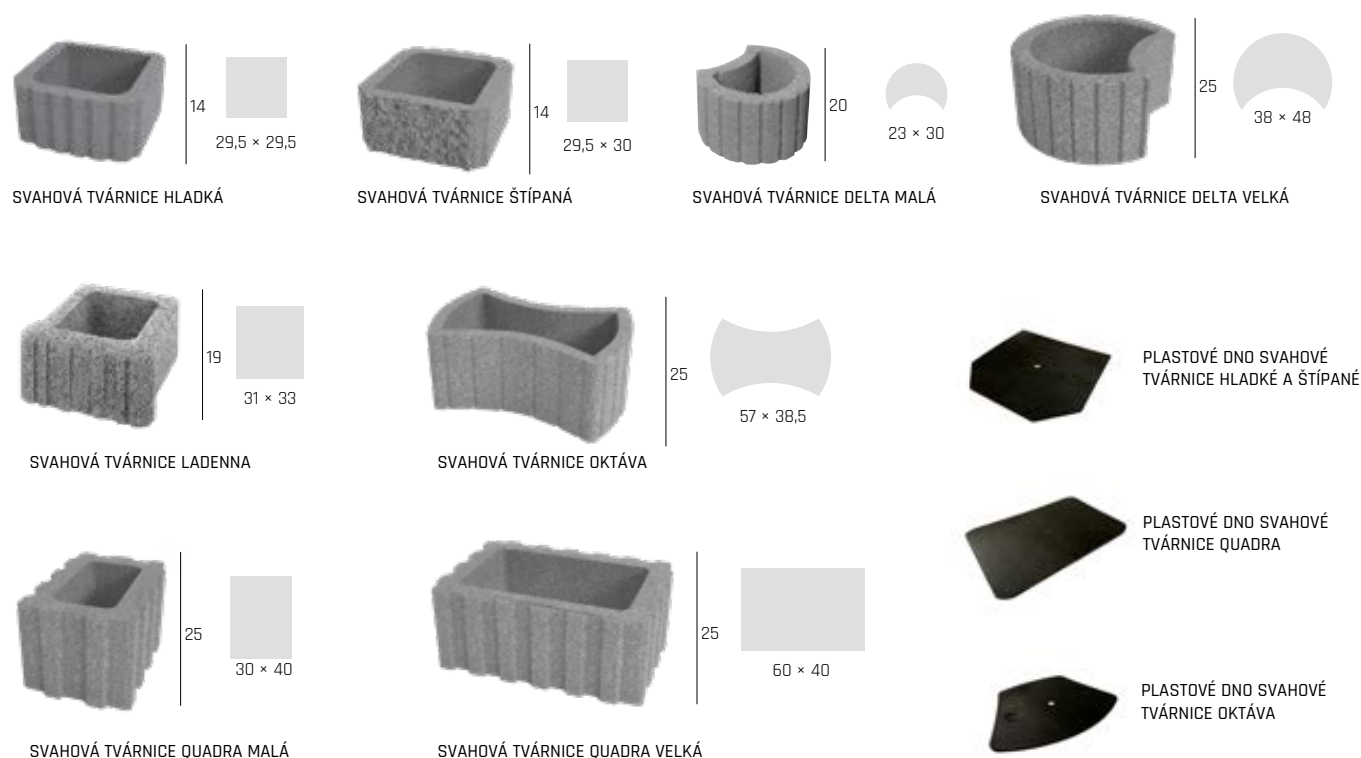 14
29,5 × 29,5
SVAHOVÁ TVÁRNICE HLADKÁ
14
29,5 × 30
SVAHOVÁ TVÁRNICE ŠTÍPANÁ
20
23 × 30
SVAHOVÁ TVÁRNICE DELTA MALÁ
25
38 × 48
SVAHOVÁ TVÁRNICE DELTA VELKÁ
19
31 × 33
SVAHOVÁ TVÁRNICE LADENNA
25
57 × 38,5
SVAHOVÁ TVÁRNICE OKTÁVA
PLASTOVÉ DNO SVAHOVÉ
TVÁRNICE HLADKÉ A ŠTÍPANÉ
PLASTOVÉ DNO SVAHOVÉ
TVÁRNICE QUADRA
25
30 × 40
SVAHOVÁ TVÁRNICE QUADRA MALÁ
25
60 × 40
SVAHOVÁ TVÁRNICE QUADRA VELKÁ
PLASTOVÉ DNO SVAHOVÉ
TVÁRNICE OKTÁVA